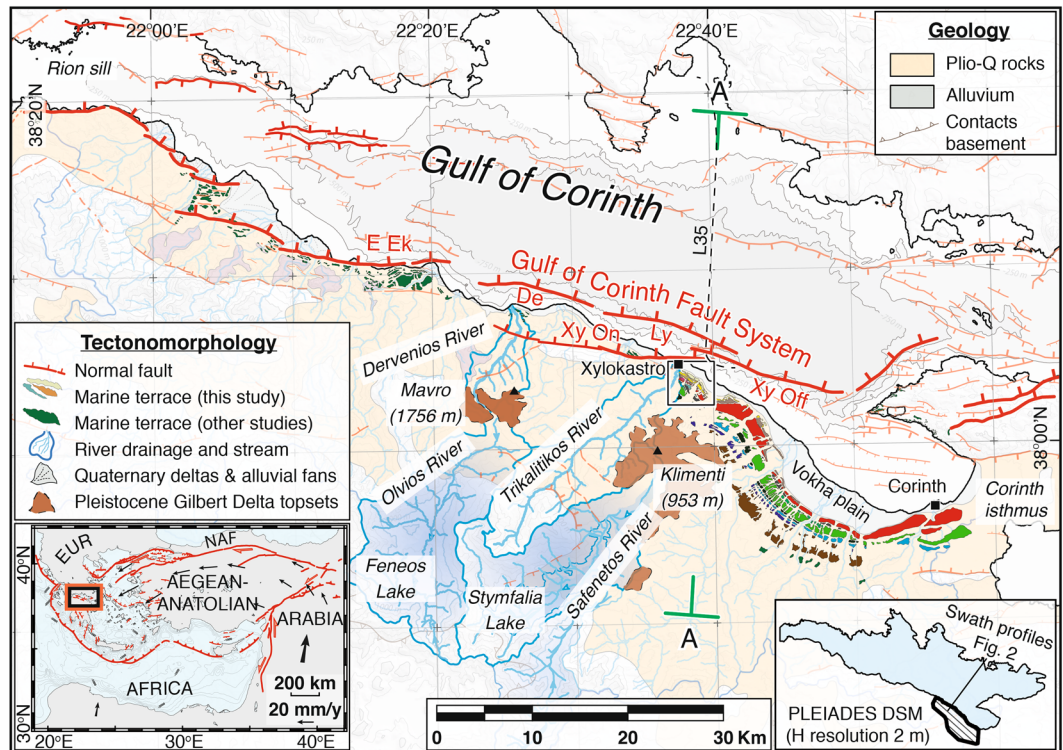 22°00'E
22°20'E
22°40'E
Rion sill
38°20'N
38°00'N
Geology
Plio-Q rocks
Alluvium
Contacts
basement
A'
L35
Gulf of Corinth
E Ek
Gulf of Corinth Fault System
De
Xy On
Ly
Xy Off
Xylokastro
Dervenios River
Mavro
(1756 m)
Olvios River
Trikalitikos River
Klimenti
(953 m)
Safenetos River
Vokha plain
Corinth
Corinth
isthmus
Feneos
Lake
Stymfalia
Lake
A
Tectonomorphology
Normal fault
Marine terrace (this study)
Marine terrace (other studies)
River drainage and stream
Quaternary deltas & alluvial fans
Pleistocene Gilbert Delta topsets
40°N
30°N
EUR
NAF
AEGEAN-
ANATOLIAN
ARABIA
AFRICA
200 km
20 mm/y
20°E
30°E
40°E
0
10
20
30 Km
Swath profiles
Fig. 2
PLEIADES DSM
(H resolution 2 m)